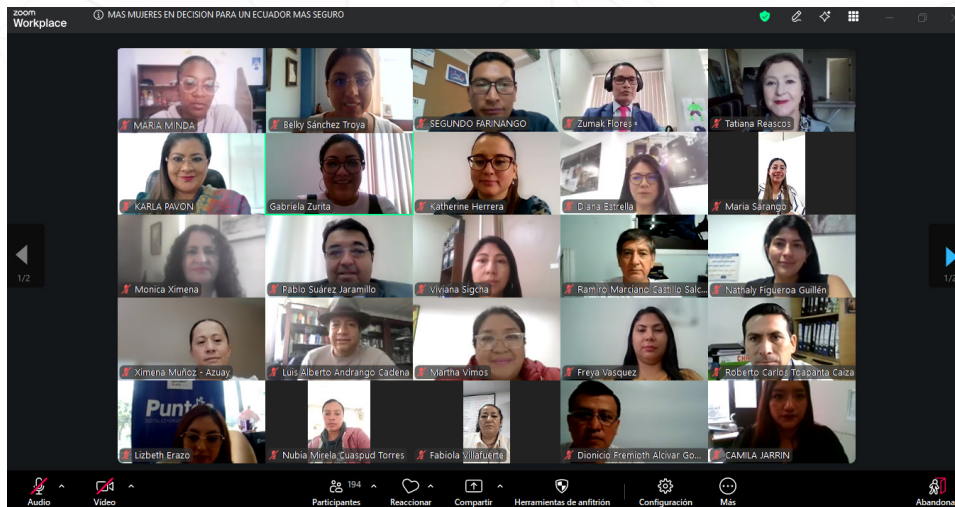 zoom
Workplace
MAS MUJERES EN DECISION PARA UN ECUADOR MAS SEGURO
MARIA MINDA
Belky Sánchez Troya
SEGUNDO FARINANGO
Zumak Flores
Tatiana Reascos
KARLA PAVON
Gabriela Zurita
Katherine Herrera
Diana Estrella
Maria Sarango
Monica Ximena
Pablo Suárez Jaramillo
Viviana Sigcha
Ramiro Marciano Castillo Salc...
Nathaly Figueroa Guillén
1/2
1/2
Ximena Muñoz - Azuay
Luis Alberto Andrango Cadena
Martha Vimos
Freya Vasquez
Roberto Carlos Toapanta Caiza
Punt
Lizbeth Erazo
Nubia Mirela Cuaspud Torres
Fabiola Villafuerte
Dionicio Fremioth Alcivar Go...
CAMILA JARRIN
194
Audio
Vídeo
Participantes
Reaccionar
Compartir
Herramientas de anfitrión
Configuración
Más
Abandona